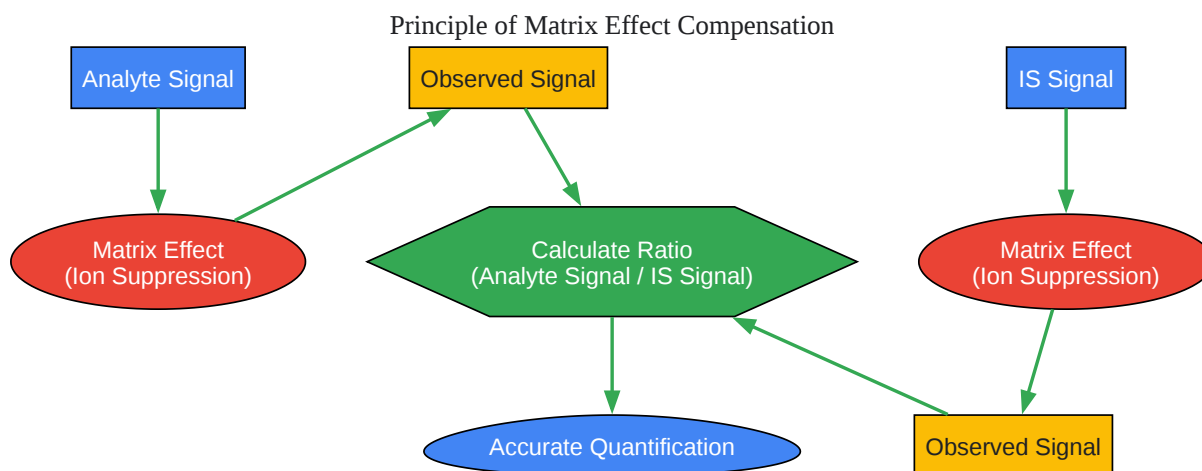 Principle of Matrix Effect Compensation
Analyte Signal
Observed Signal
IS Signal
Matrix Effect
(Ion Suppression)
Calculate Ratio
(Analyte Signal / IS Signal)
Matrix Effect
(Ion Suppression)
Accurate Quantification
Observed Signal